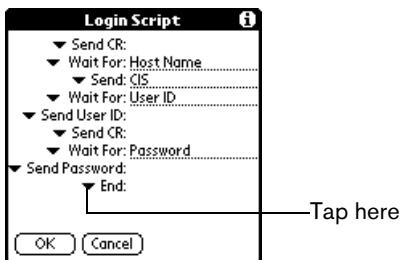 Login Script i
Send CR:
Wait For: Host Name
Send: CIS
Wait For: User ID
Send User ID:
Send CR:
Wait For: Password
Send Password:
End:
Tap here
OK Cancel